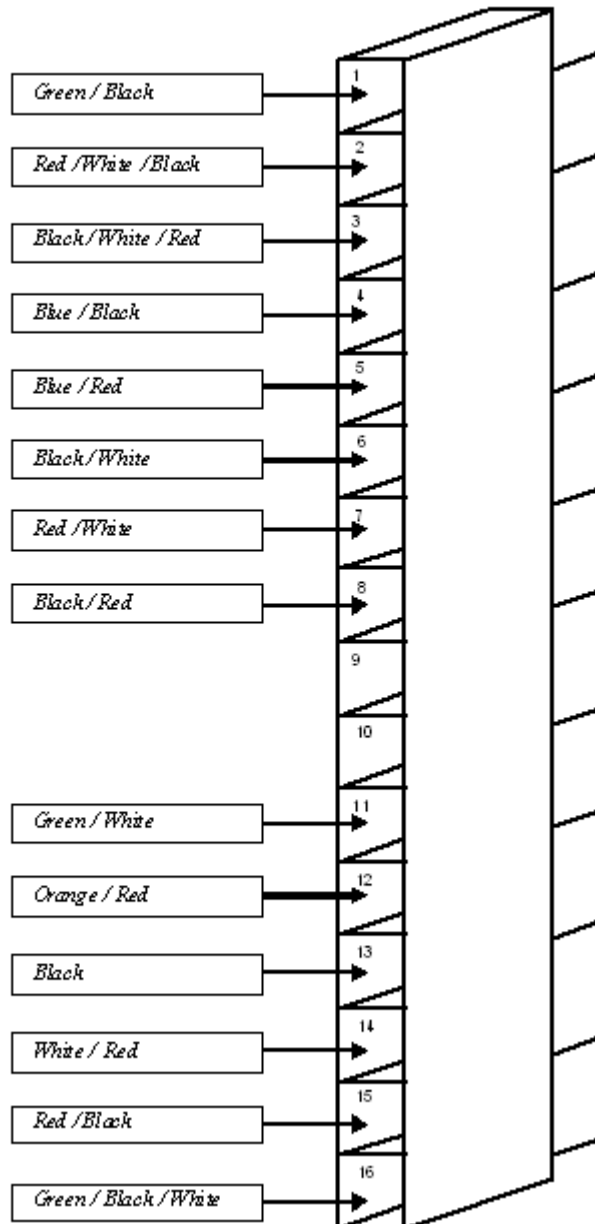 1
Green / Black
2
Red /White /Black
3
Black/White /Red
4
Blue /Black
5
Blue / Red
6
Black/White
7
Red /White
8
Black/Red
9
10
11
Green / White
12
Orange / Red
13
Black
14
White / Red
15
Red /Black
16
Green / Black /White